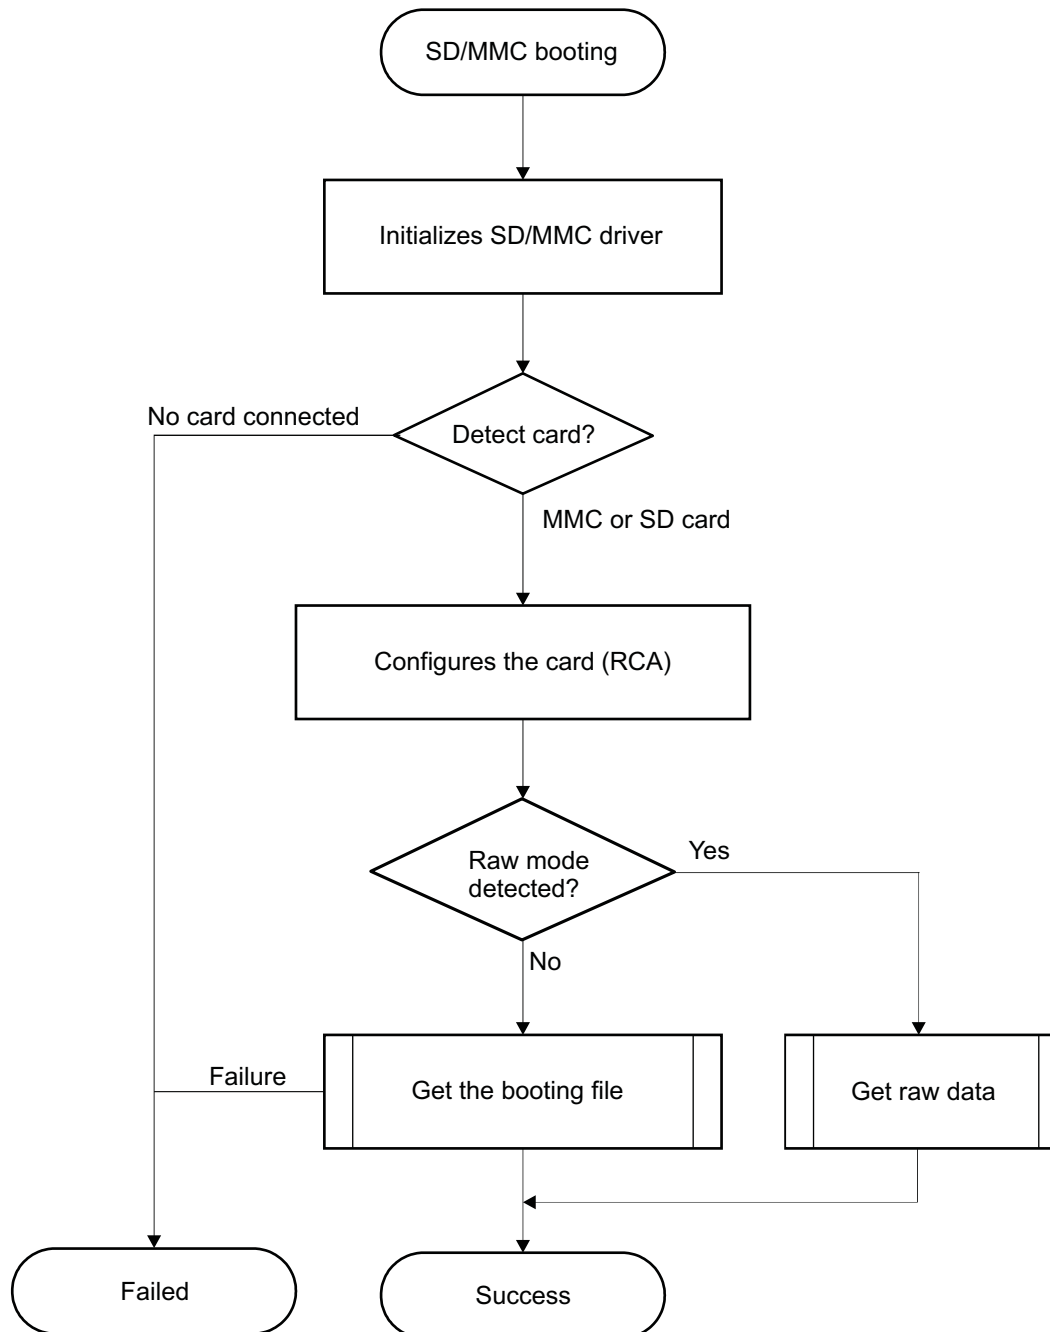 SD/MMC booting
Initializes SD/MMC driver
No card connected
Detect card?
MMC or SD card
Configures the card (RCA)
Raw mode
detected?
Yes
No
Failure
Get the booting file
Get raw data
Failed
Success